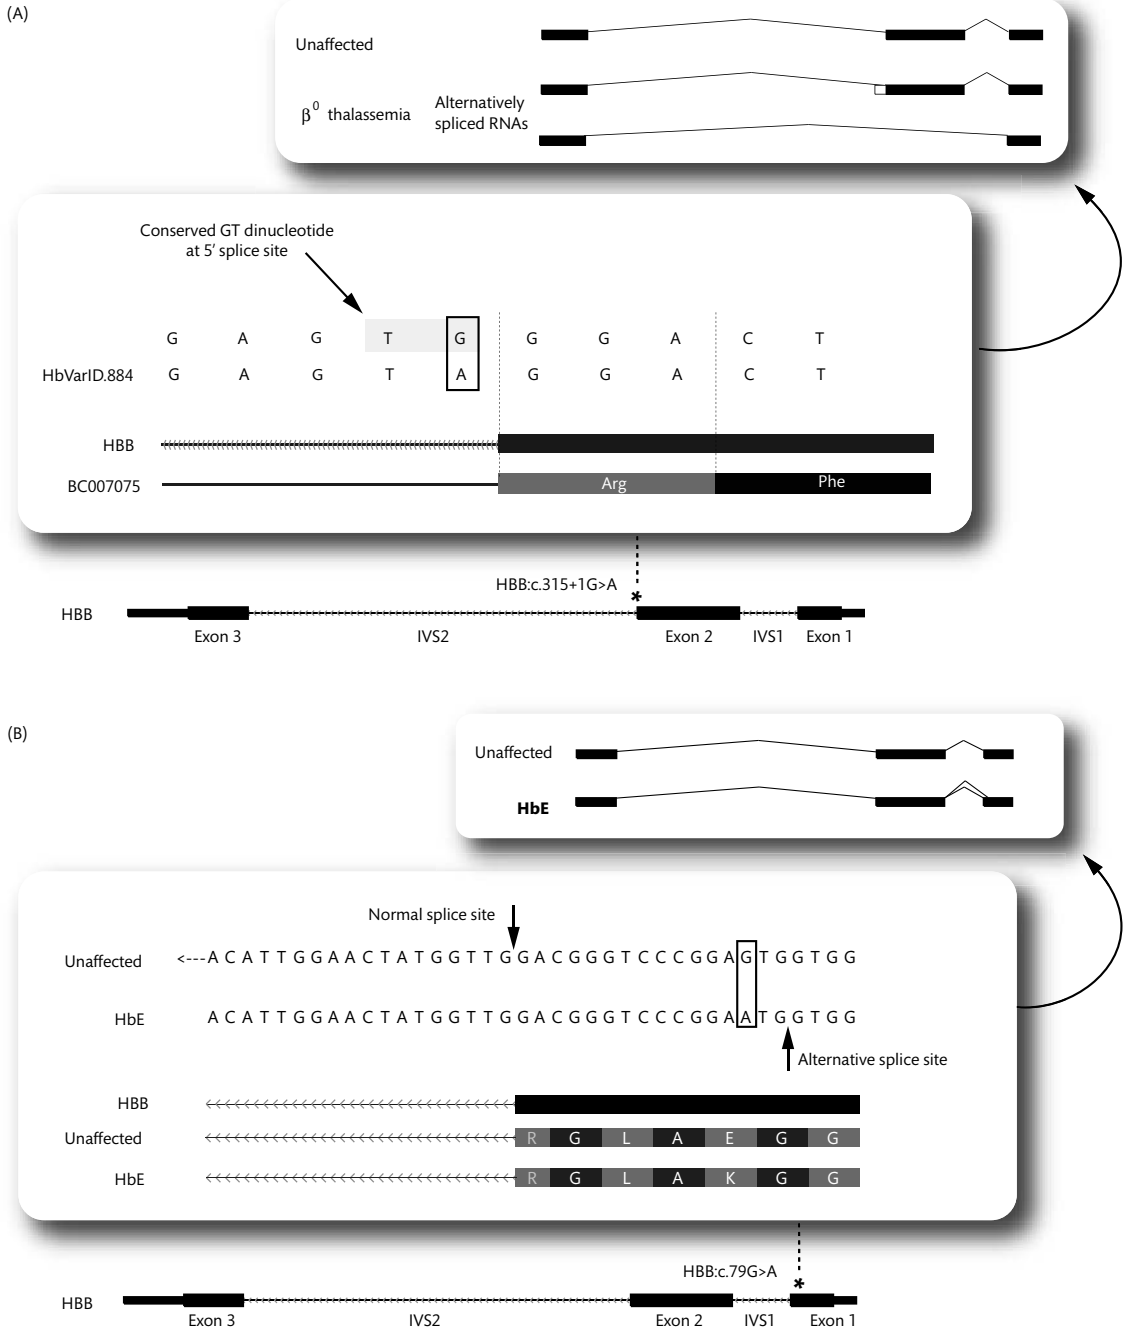 (A)
Unaffected
β0 thalassemia
Alternatively
spliced RNAs
Conserved GT dinucleotide
at 5′ splice site
G A G T G G G A C T
HbVarID.884 G A G T A G G A C T
HBB
BC007075 Arg Phe
HBB:c.315+1G>A
*
HBB
Exon 3 IVS2 Exon 2 IVS1 Exon 1
(B)
Unaffected
HbE
Normal splice site
Unaffected <---A C A T T G G A A C T A T G G T T G G A C G G G T C C C G G A G T G G T G G
HbE A C A T T G G A A C T A T G G T T G G A C G G G T C C C G G A A T G G T G G
Alternative splice site
HBB
Unaffected R G L A E G G
HbE R G L A K G G
HBB:c.79G>A
*
HBB
Exon 3 IVS2 Exon 2 IVS1 Exon 1